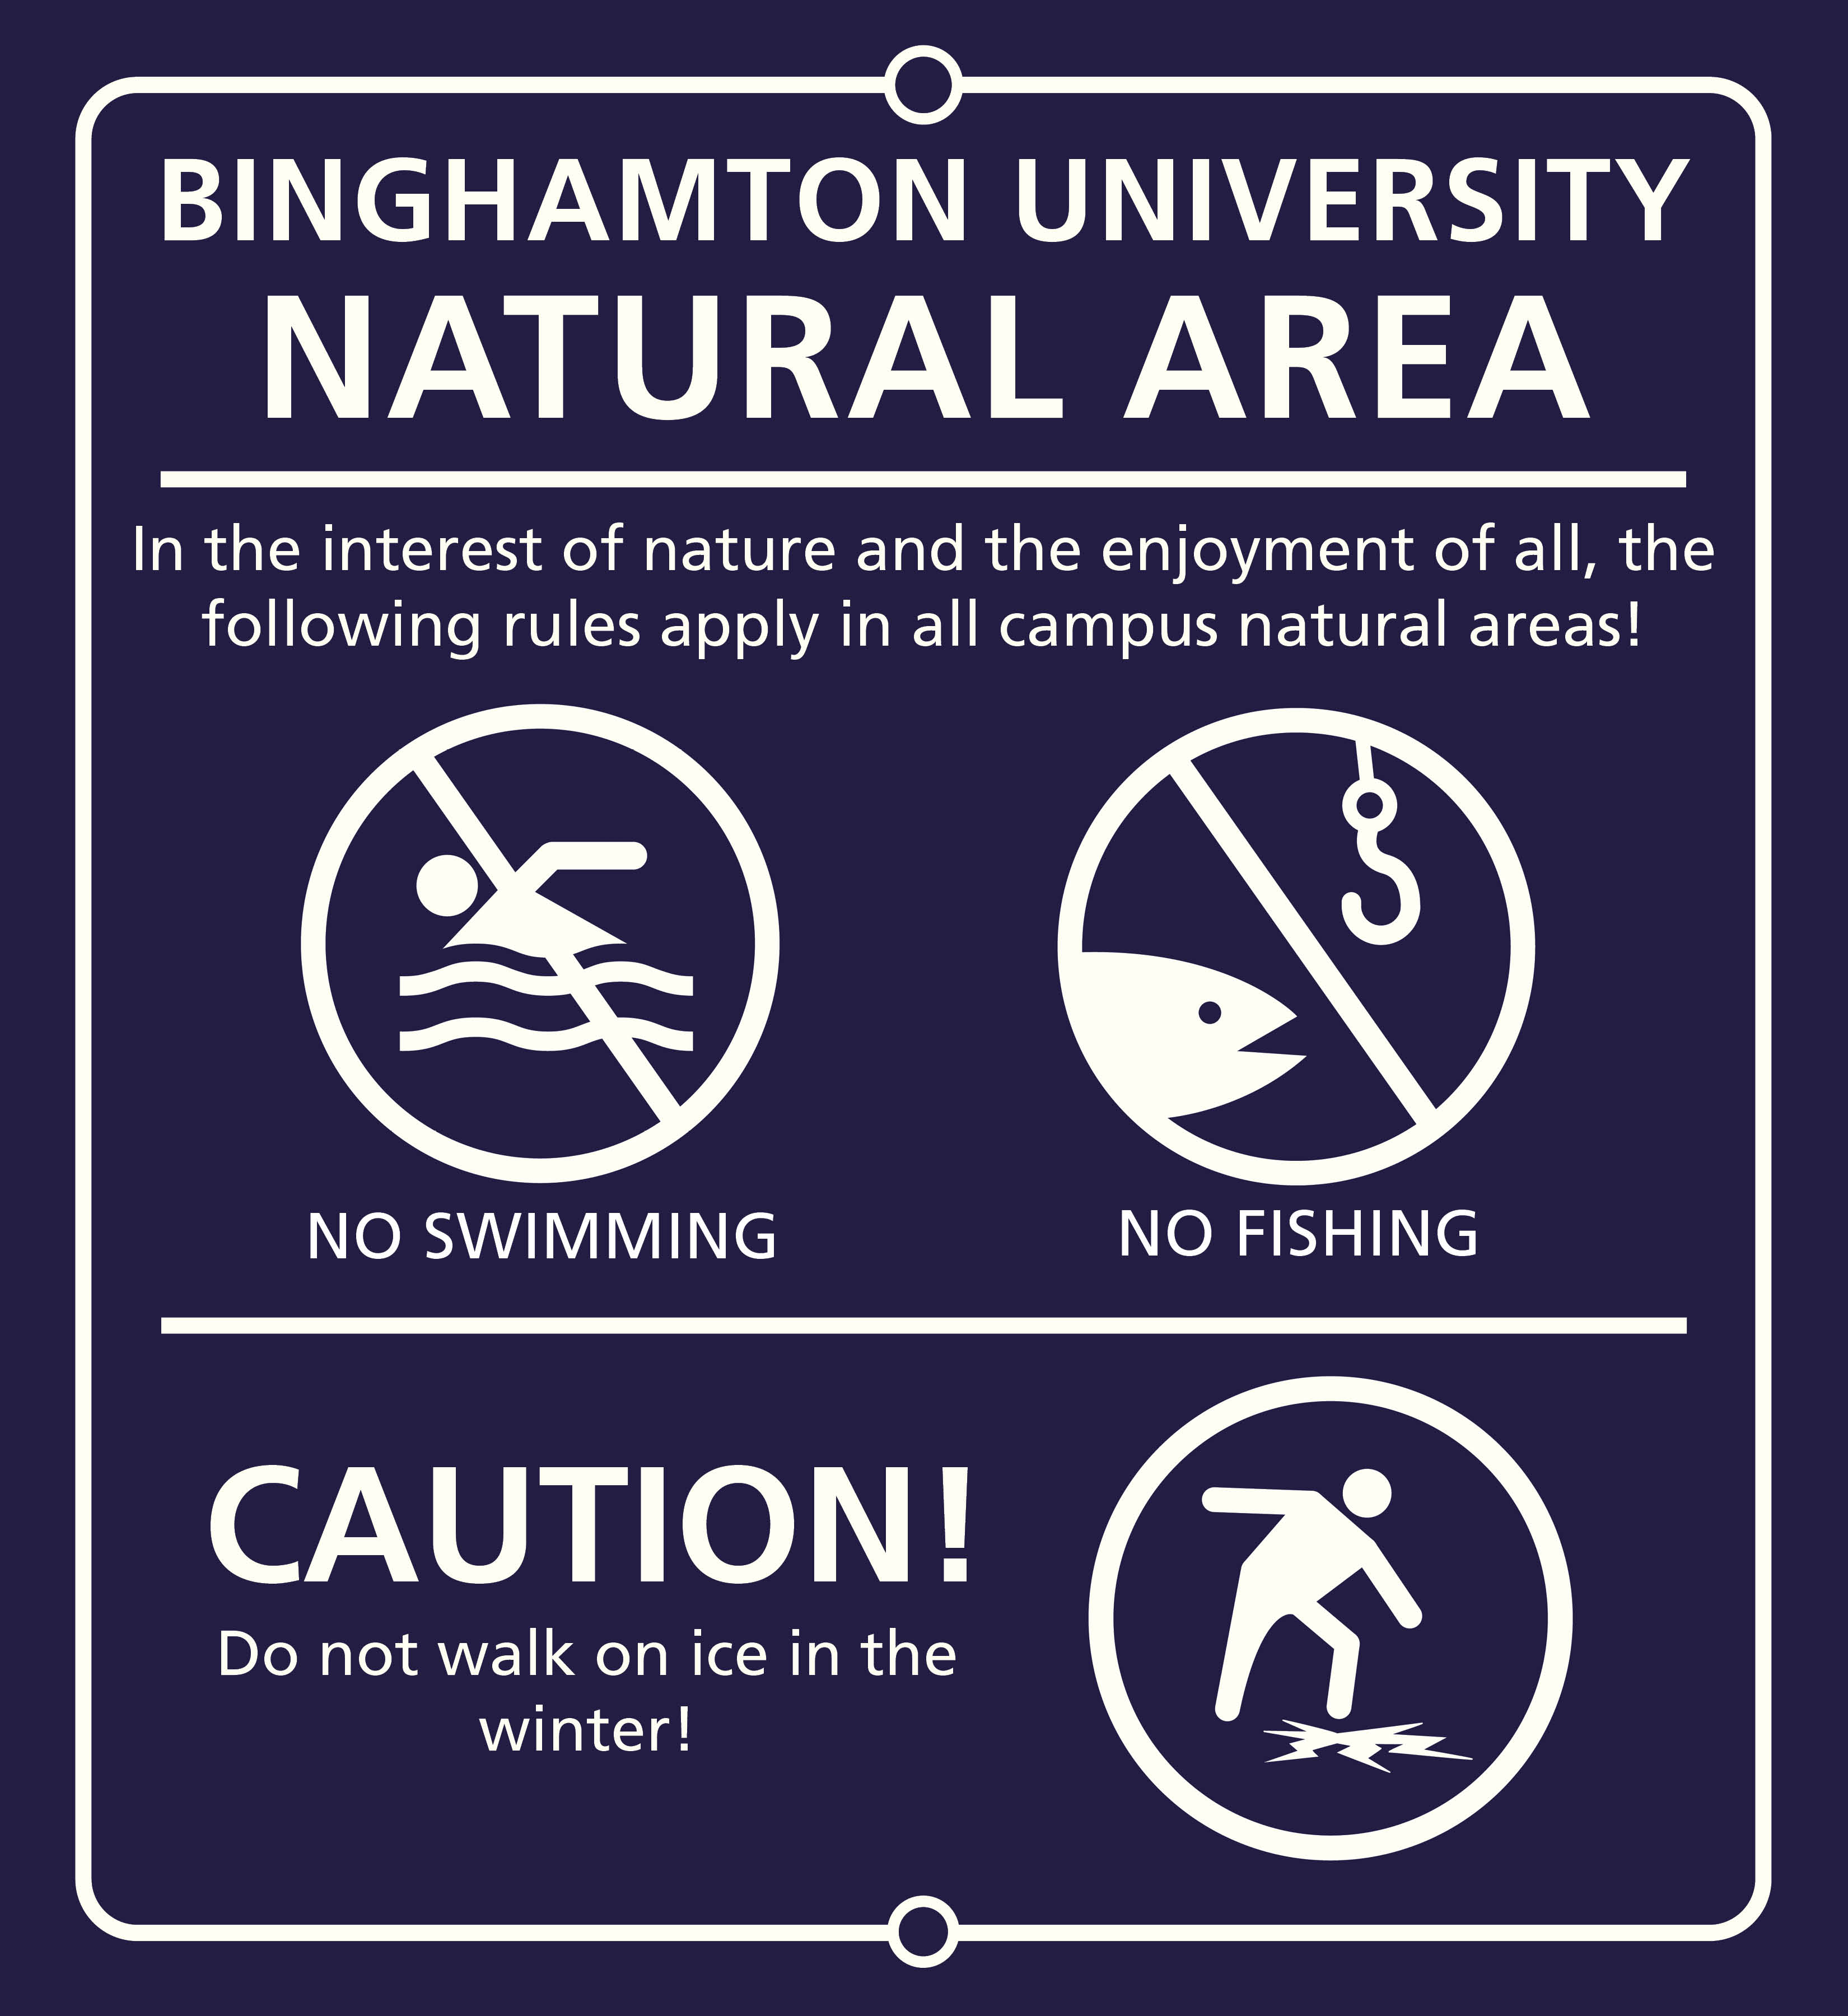 BINGHAMTON UNIVERSITY
NATURAL AREA
In the interest of nature and the enjoyment of all, the
following rules apply in all campus natural areas!
NO SWIMMING
NO FISHING
CAUTION!
Do not walk on ice in the
winter!